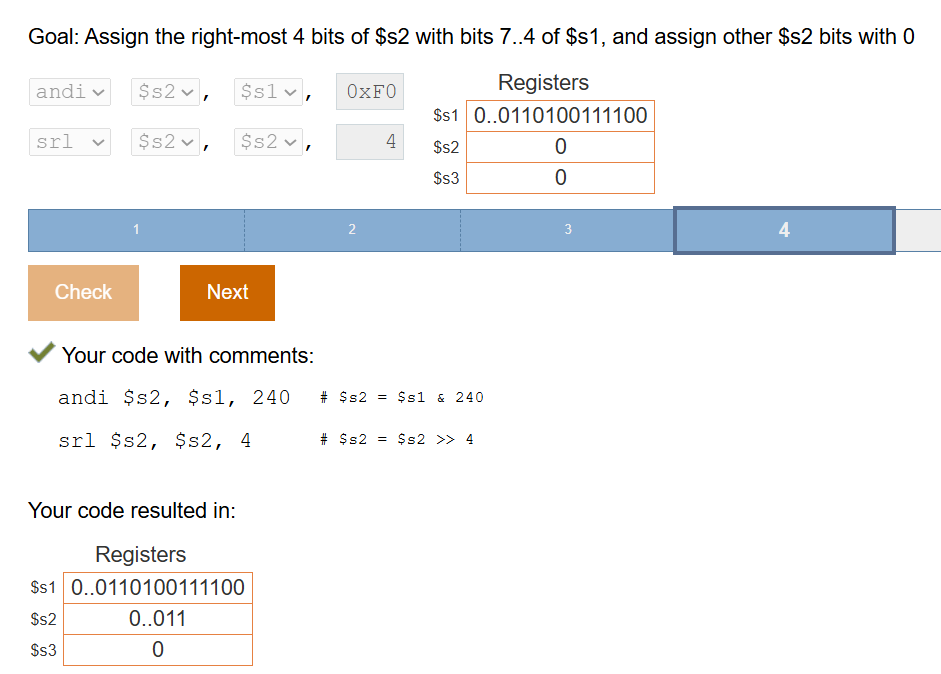 Goal: Assign the right-most 4 bits of $s2 with bits 7..4 of $s1, and assign other $s2 bits with 0
Registers
andi $s2, $s1, 0xF0
$s1 0..0110100111100
srl $s2, $s2, 4
$s2 0
$s3 0
1 2 3 4
Check Next
Your code with comments:
andi $s2, $s1, 240 # $s2 = $s1 & 240
srl $s2, $s2, 4 # $s2 = $s2 >> 4
Your code resulted in:
Registers
$s1 0..0110100111100
$s2 0..011
$s3 0